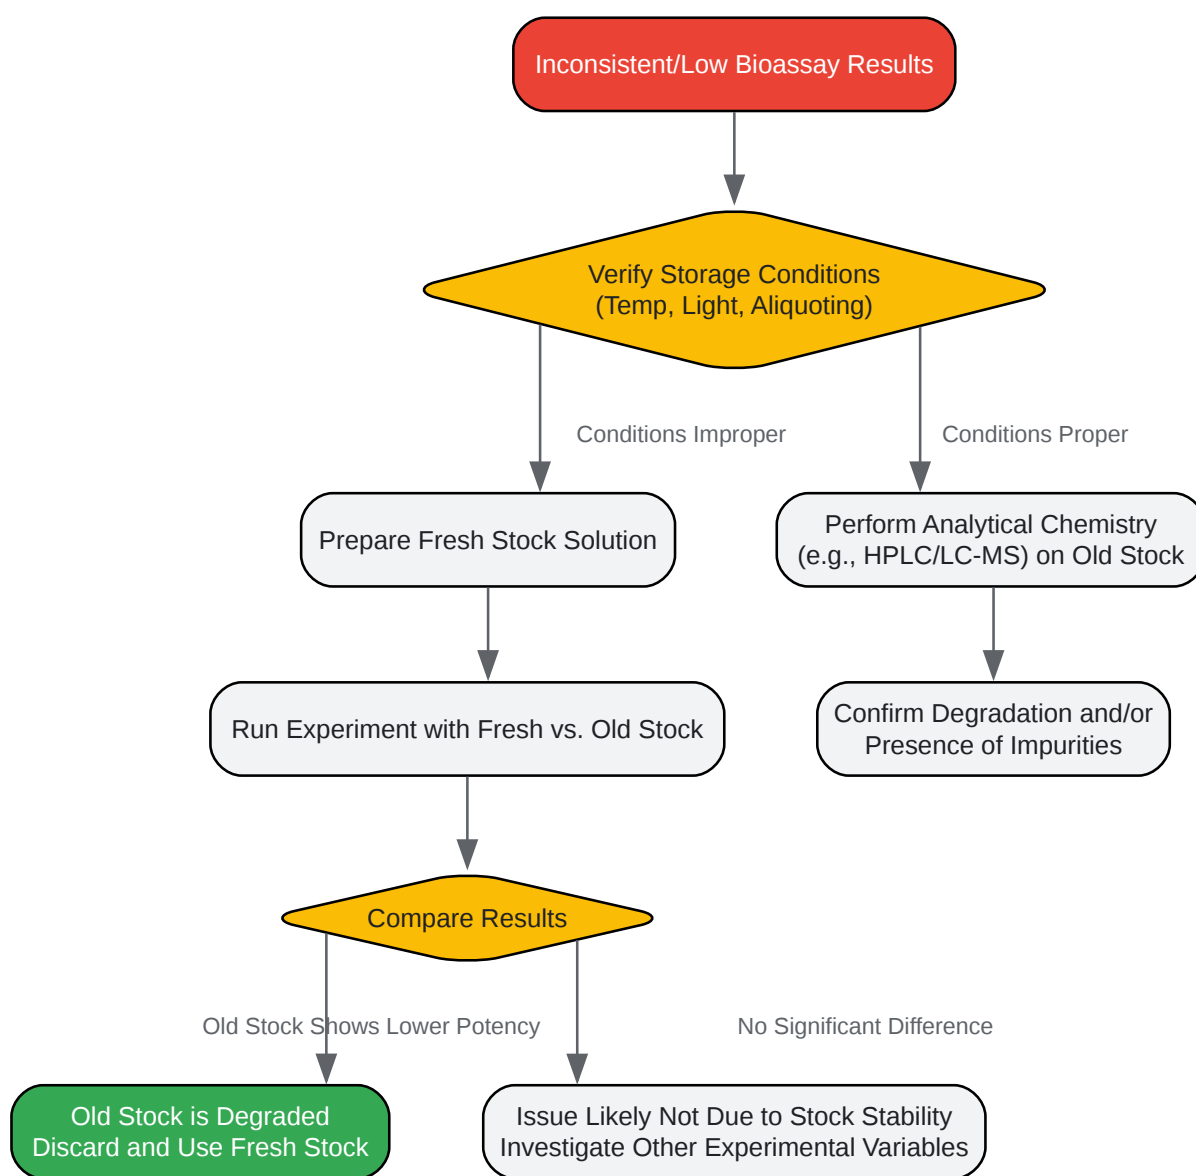 Inconsistent/Low Bioassay Results
Verify Storage Conditions
(Temp, Light, Aliquoting)
Conditions Improper
Conditions Proper
Prepare Fresh Stock Solution
Perform Analytical Chemistry
(e.g., HPLC/LC-MS) on Old Stock
Run Experiment with Fresh vs. Old Stock
Confirm Degradation and/or
Presence of Impurities
Compare Results
Old Stock Shows Lower Potency
No Significant Difference
Old Stock is Degraded
Discard and Use Fresh Stock
Issue Likely Not Due to Stock Stability
Investigate Other Experimental Variables